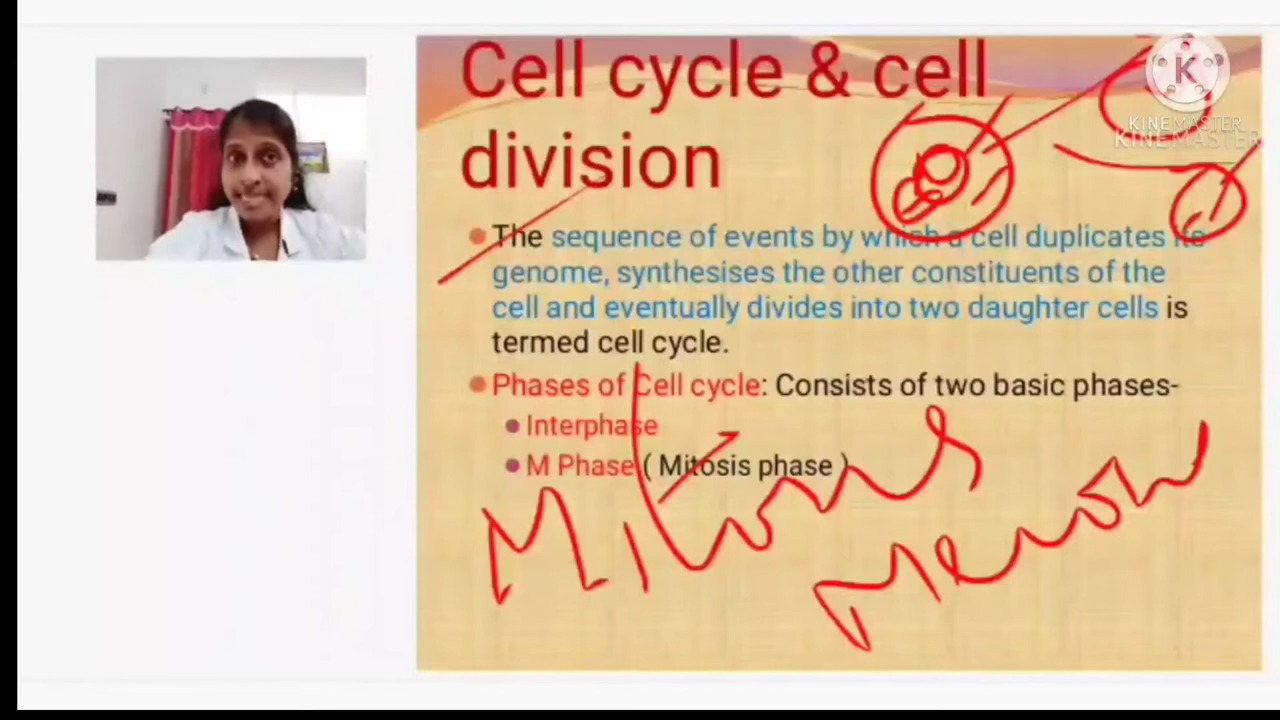 Cell cycle & cell
division
The sequence of events by which a cell duplicates its
genome, synthesises the other constituents of the
cell and eventually divides into two daughter cells is
termed cell cycle.
Phases of Cell cycle: Consists of two basic phases-
Interphase
M Phase ( Mitosis phase )
Mitosis
K
KINEMASTER
KINEMASTER